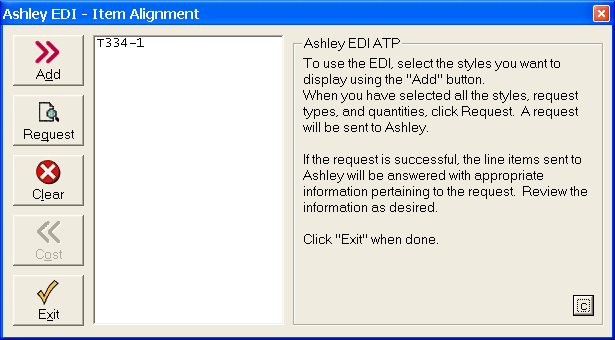 Ashley EDI - Item Alignment
Add
Request
Clear
Cost
Exit
T334-1
Ashley EDI ATP
To use the EDI, select the styles you want to
display using the "Add" button.
When you have selected all the styles, request
types, and quantities, click Request. A request
will be sent to Ashley.
If the request is successful, the line items sent to
Ashley will be answered with appropriate
information pertaining to the request. Review the
information as desired.
Click "Exit" when done.
c